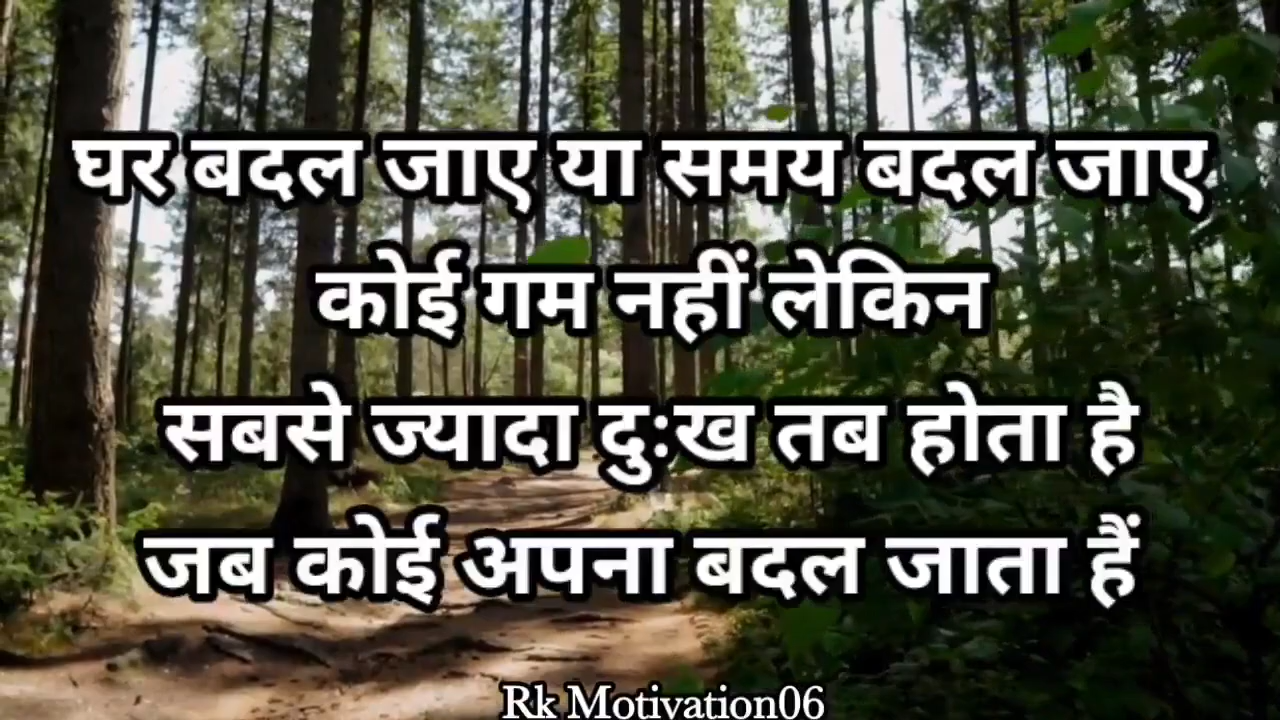 घर बदल जाए या समय बदल जाए
कोई गम नहीं लेकिन
सबसे ज्यादा दुःख तब होता है
जब कोई अपना बदल जाता हैं
Rk Motivation06